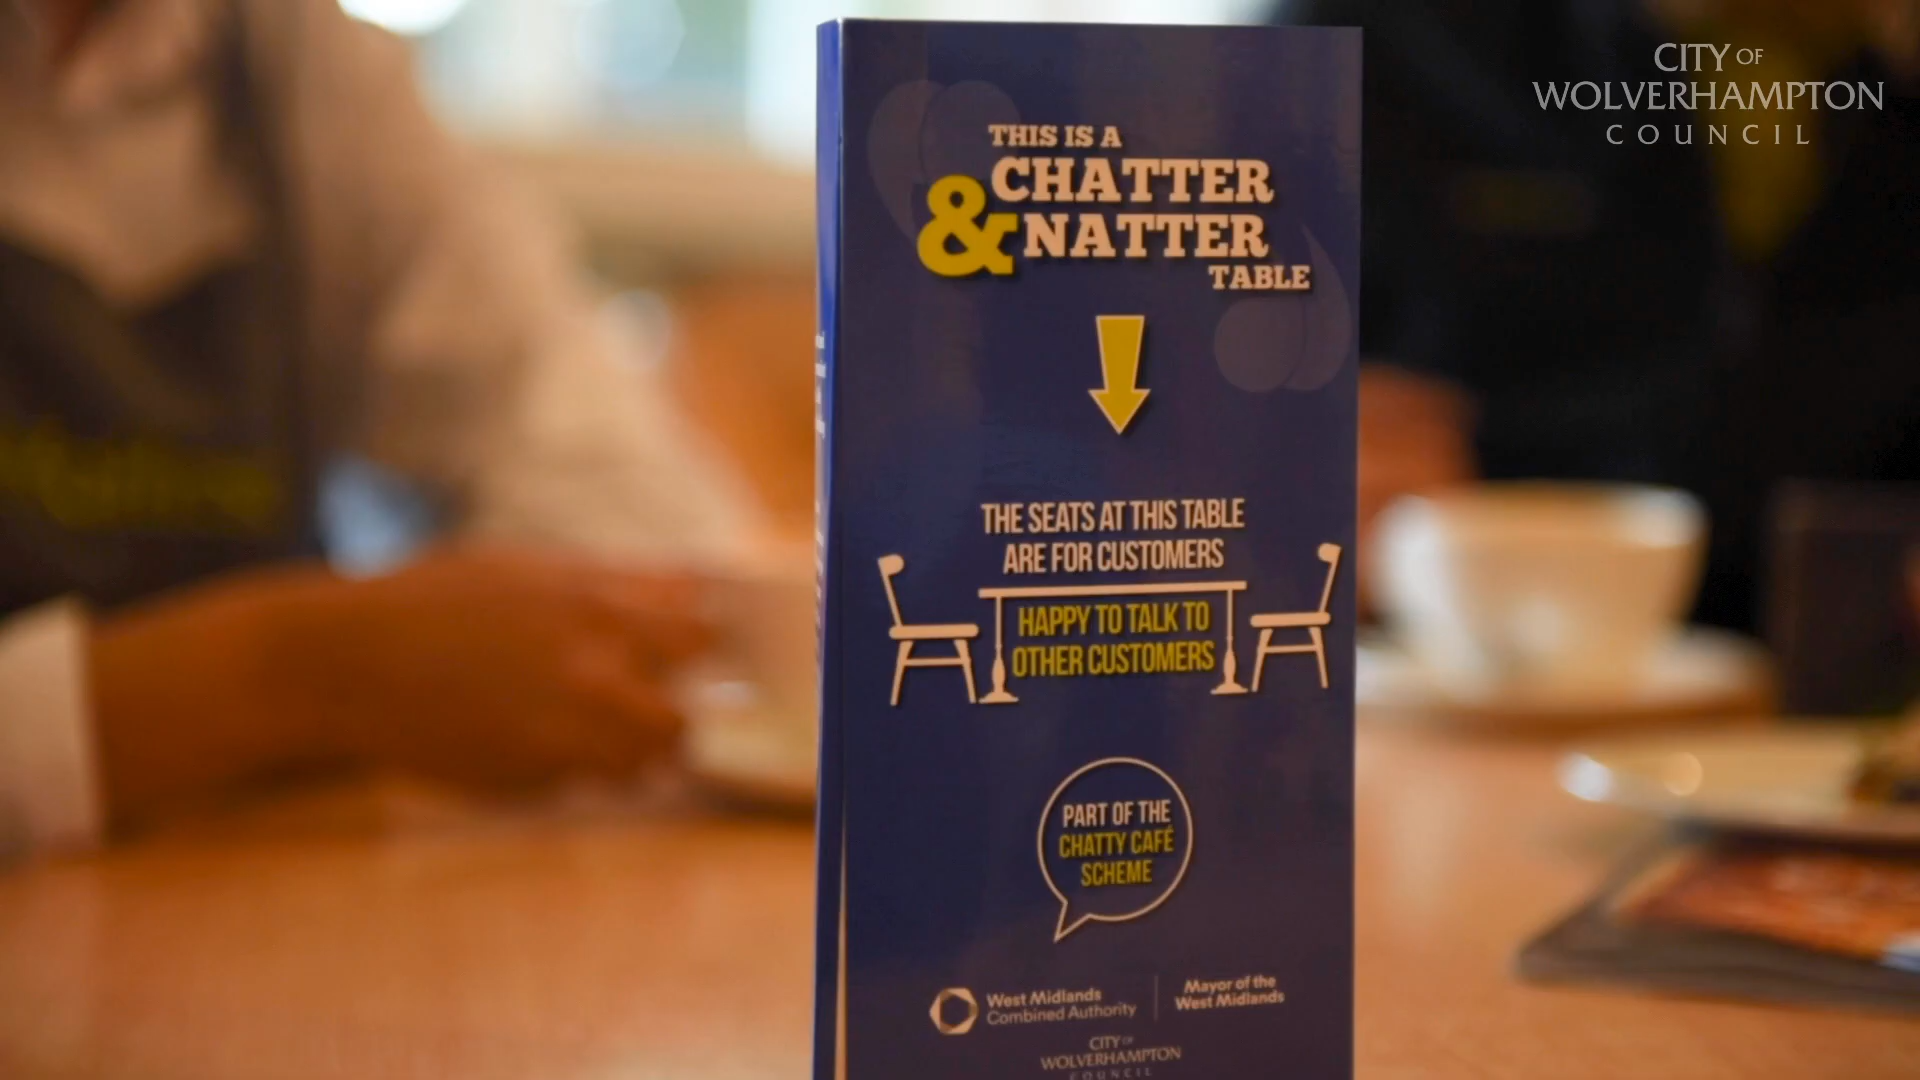 CITY OF
WOLVERHAMPTON
COUNCIL
THIS IS A
CHATTER
& NATTER
TABLE
THE SEATS AT THIS TABLE
ARE FOR CUSTOMERS
HAPPY TO TALK TO
OTHER CUSTOMERS
PART OF THE
CHATTY CAFÉ
SCHEME
West Midlands
Combined Authority
Mayor of the
West Midlands
CITY OF
WOLVERHAMPTON
COUNCIL